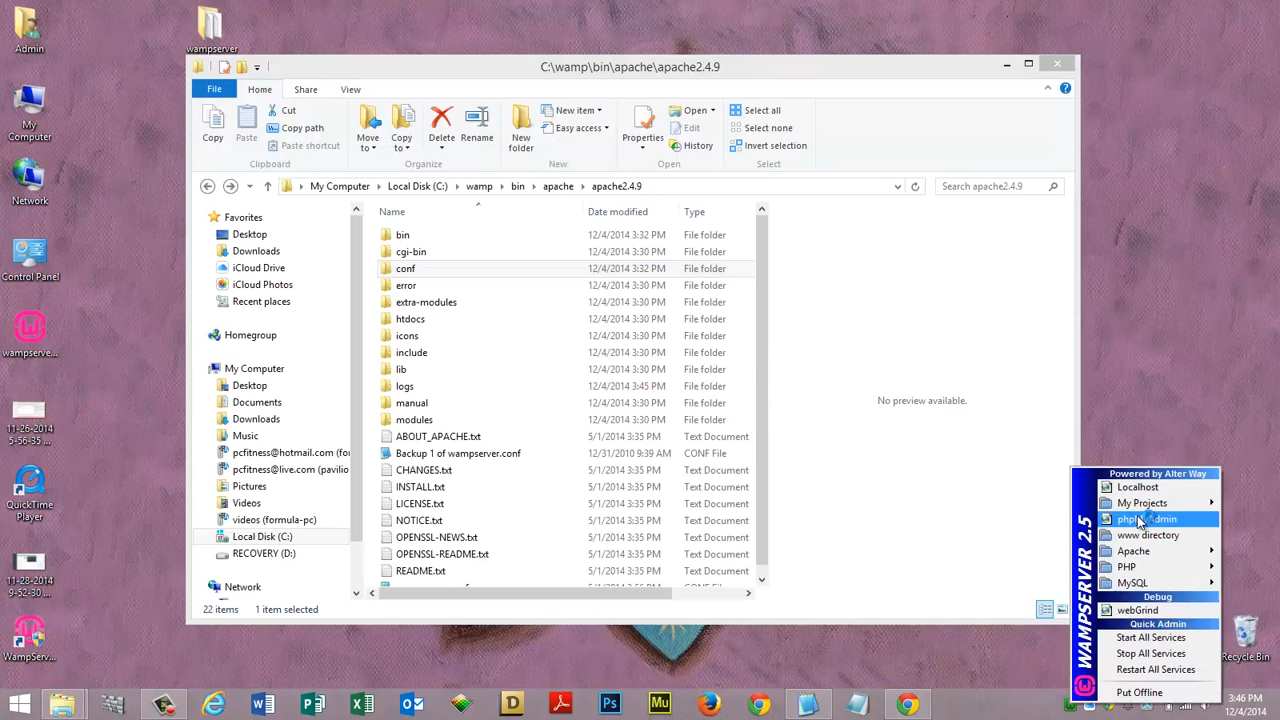 Admin
My
Computer
Network
Control Panel
wampserve...
11-26-2014
5-56-35 ...
QuickTime
Player
11-28-2014
9-52-30 ...
WampServ...
wampserver
C:\wamp\bin\apache\apache2.4.9
File
Home
Share
View
Copy
Paste
Cut
Copy path
Paste shortcut
Clipboard
Move
to
Copy
to
Delete
Rename
Organize
New
folder
New item
Easy access
New
Properties
Open
Edit
History
Open
Select all
Select none
Invert selection
Select
My Computer
Local Disk (C:)
wamp
bin
apache
apache2.4.9
Search apache2.4.9
Favorites
Desktop
Downloads
iCloud Drive
iCloud Photos
Recent places
Homegroup
My Computer
Desktop
Documents
Downloads
Music
pcfitness@hotmail.com (fo
pcfitness@live.com (pavilio
Pictures
Videos
videos (formula-pc)
Local Disk (C:)
RECOVERY (D:)
Network
Name Date modified Type
bin 12/4/2014 3:32 PM File folder
cgi-bin 12/4/2014 3:30 PM File folder
conf 12/4/2014 3:32 PM File folder
error 12/4/2014 3:30 PM File folder
extra-modules 12/4/2014 3:30 PM File folder
htdocs 12/4/2014 3:30 PM File folder
icons 12/4/2014 3:30 PM File folder
include 12/4/2014 3:30 PM File folder
lib 12/4/2014 3:30 PM File folder
logs 12/4/2014 3:45 PM File folder
manual 12/4/2014 3:30 PM File folder
modules 12/4/2014 3:30 PM File folder
ABOUT_APACHE.txt 5/1/2014 3:35 PM Text Document
Backup 1 of wampserver.conf 12/31/2010 9:39 AM CONF File
CHANGES.txt 5/1/2014 3:35 PM Text Document
INSTALL.txt 5/1/2014 3:35 PM Text Document
LICENSE.txt 5/1/2014 3:35 PM Text Document
NOTICE.txt 5/1/2014 3:35 PM Text Document
OPENSSL-NEWS.txt 5/1/2014 3:35 PM Text Document
OPENSSL-README.txt 5/1/2014 3:35 PM Text Document
README.txt 5/1/2014 3:35 PM Text Document
No preview available.
22 items 1 item selected
WAMPSERVER 2.5
Powered by Alter Way
Localhost
My Projects
www directory
Apache
PHP
MySQL
Debug
webGrind
Quick Admin
Start All Services
Stop All Services
Restart All Services
Put Offline
Recycle Bin
3:46 PM
12/4/2014